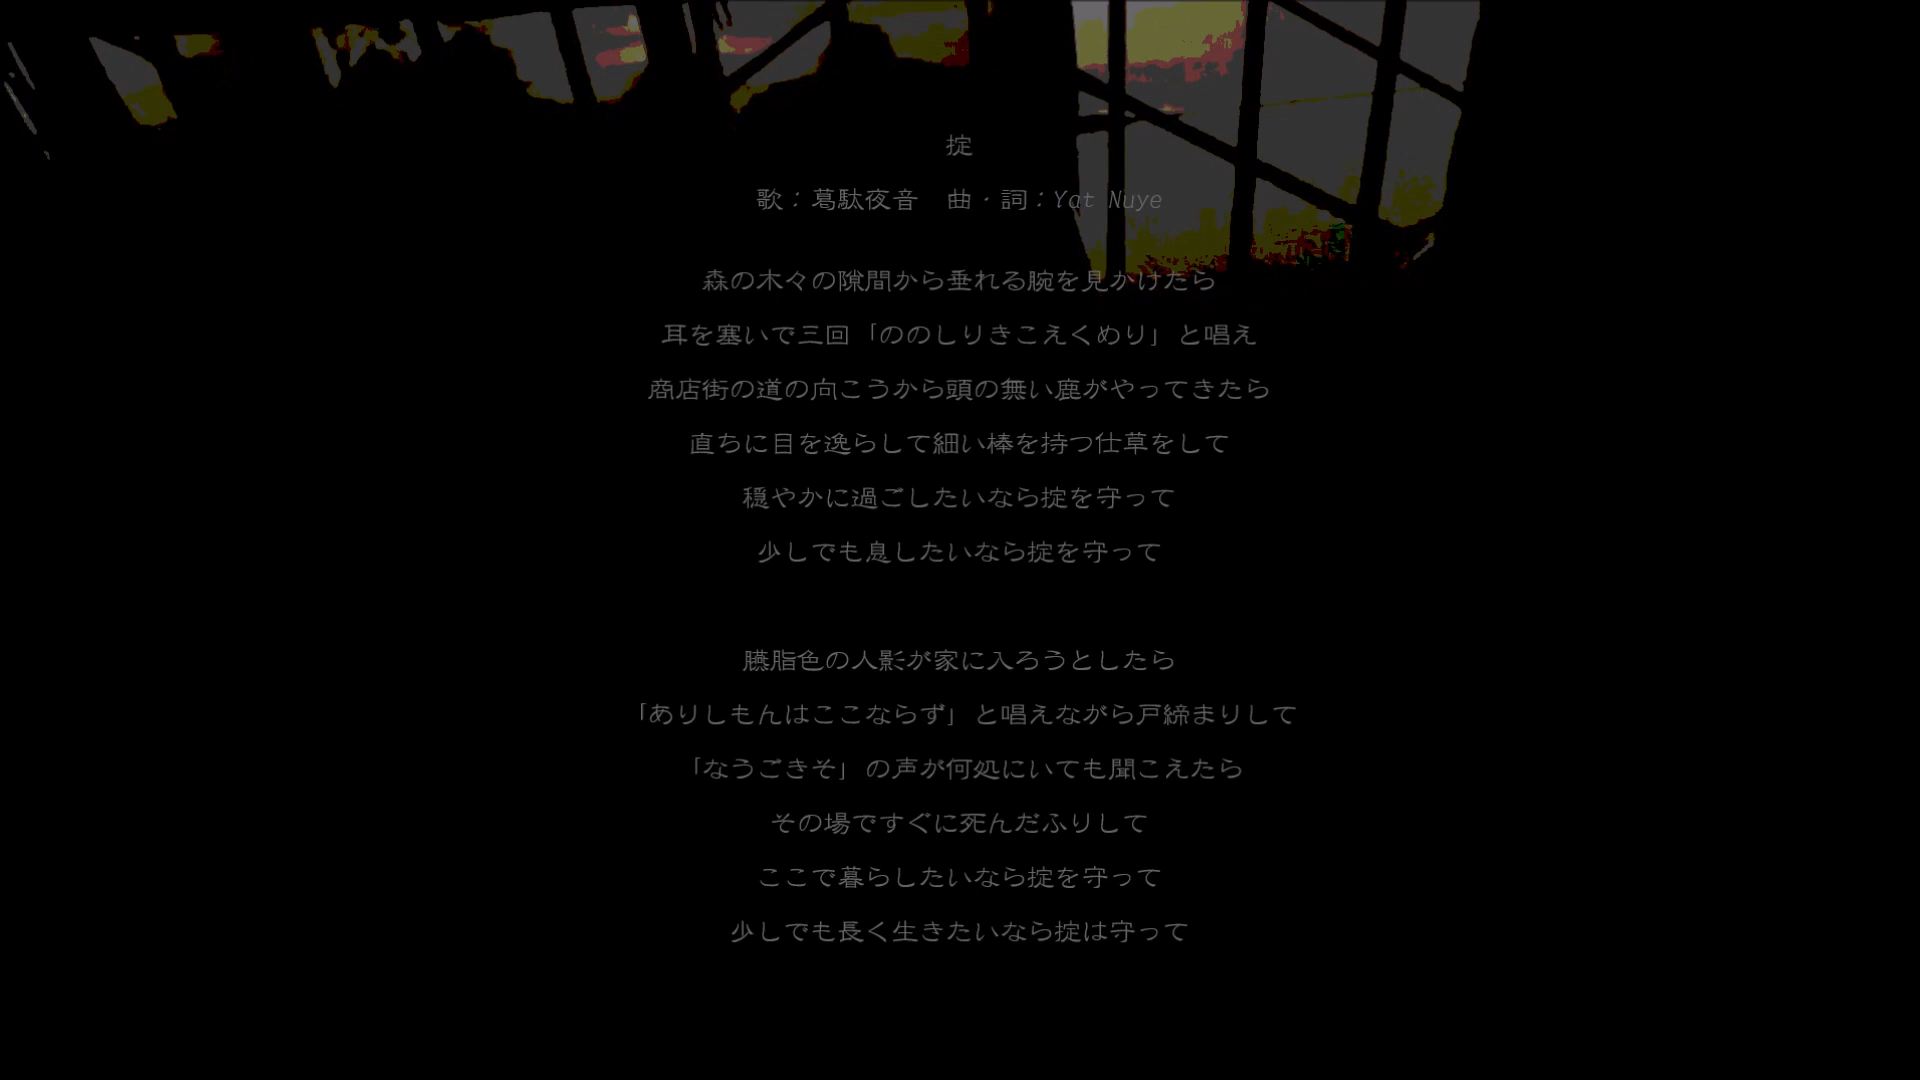 掟
歌：葛駄夜音　曲・詞：Yat Nuye
森の木々の隙間から垂れる腕を見かけたら
耳を塞いで三回「ののしりきこえくめり」と唱え
商店街の道の向こうから頭の無い鹿がやってきたら
直ちに目を逸らして細い棒を持つ仕草をして
穏やかに過ごしたいなら掟を守って
少しでも息したいなら掟を守って
臙脂色の人影が家に入ろうとしたら
「ありしもんはここならず」と唱えながら戸締まりして
「なうごきそ」の声が何処にいても聞こえたら
その場ですぐに死んだふりして
ここで暮らしたいなら掟を守って
少しでも長く生きたいなら掟は守って